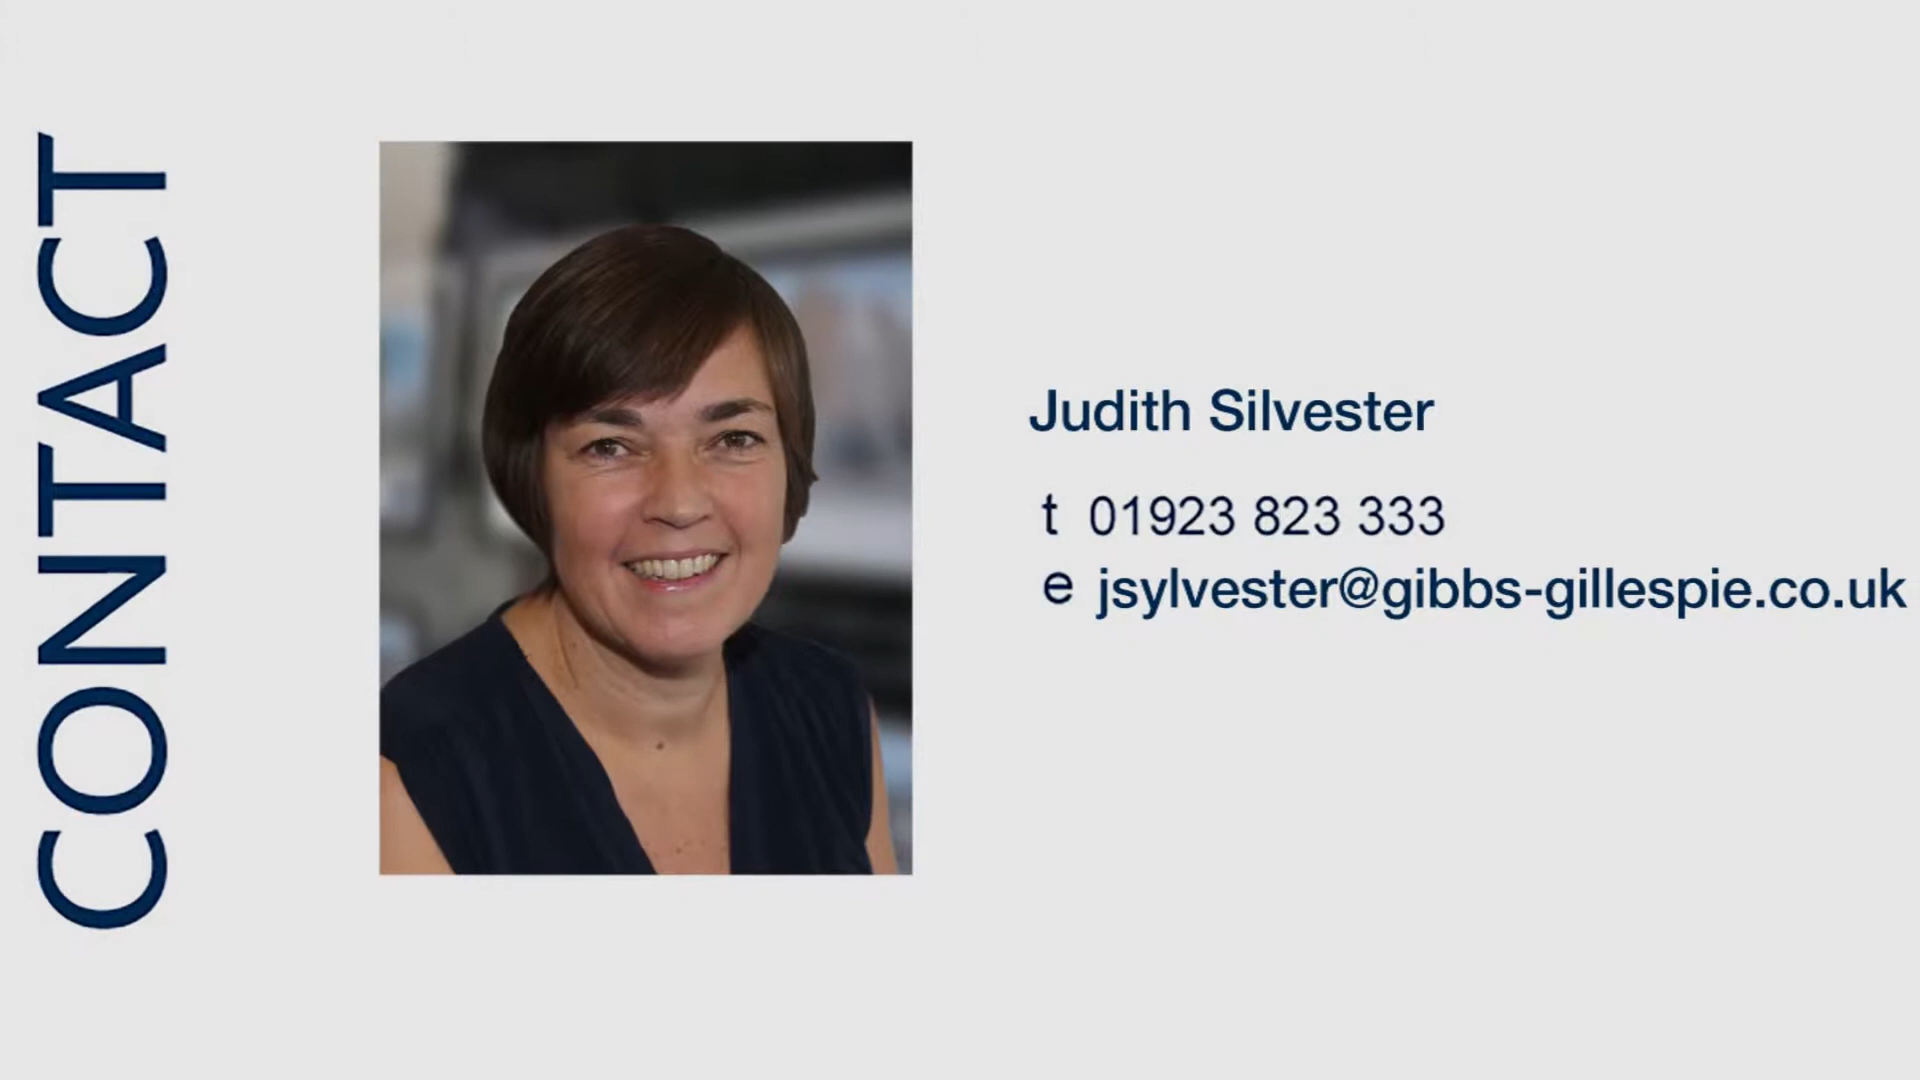 CONTACT
Judith Silvester
t 01923 823 333
e jsylvester@gibbs-gillespie.co.uk